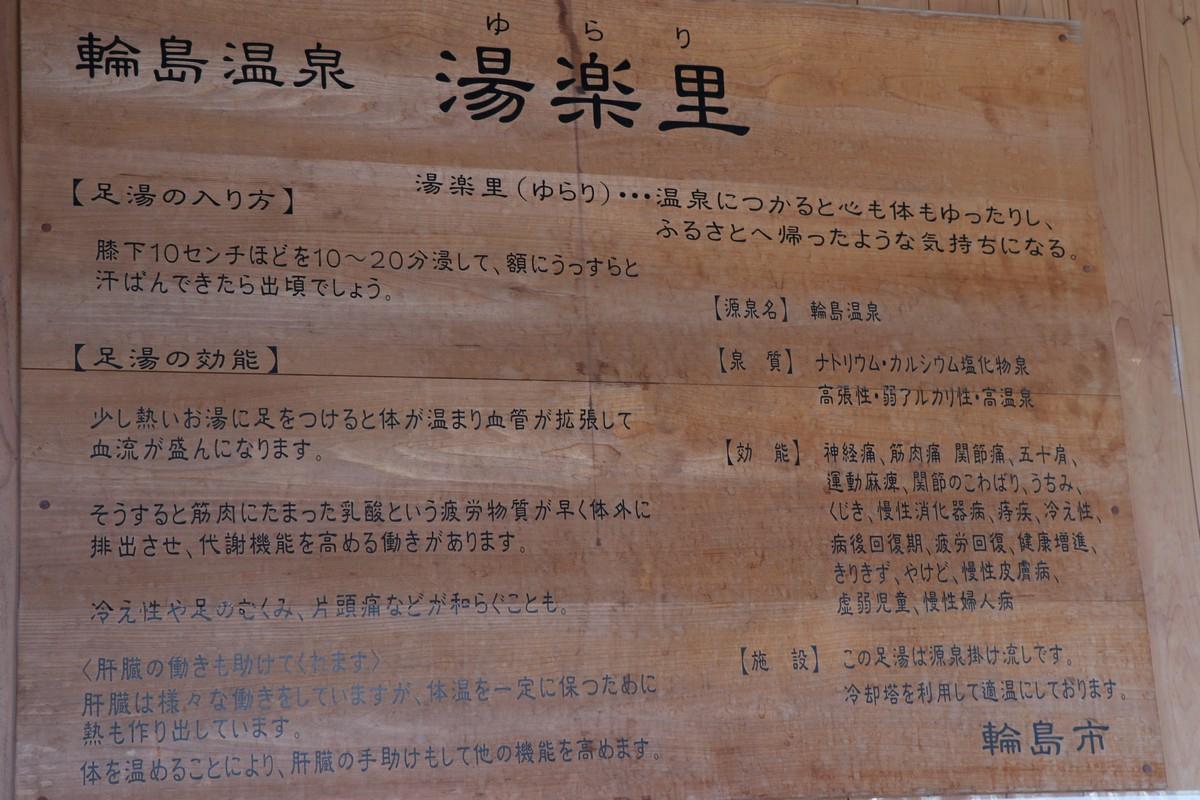 ゆらり
輪島温泉 湯楽里
湯楽里(ゆらり)・・・温泉につかると心も体もゆったりし、
ふるさとへ帰ったような気持ちになる。
【足湯の入り方】
膝下10センチほどを10〜20分浸して、額にうっすらと
汗ばんできたら出頃でしょう。
【足湯の効能】
少し熱いお湯に足をつけると体が温まり血管が拡張して
血流が盛んになります。
そうすると筋肉にたまった乳酸という疲労物質が早く体外に
排出させ、代謝機能を高める働きがあります。
冷え性や足のむくみ、片頭痛などが和らぐことも。
〈肝臓の働きも助けてくれます〉
肝臓は様々な働きをしていますが、体温を一定に保つために
熱も作り出しています。
体を温めることにより、肝臓の手助けもして他の機能を高めます。
【源泉名】 輪島温泉
【泉 質】 ナトリウム・カルシウム塩化物泉
高張性・弱アルカリ性・高温泉
【効 能】 神経痛、筋肉痛 関節痛、五十肩、
運動麻痺、関節のこわばり、うちみ、
くじき、慢性消化器病、痔疾、冷え性、
病後回復期、疲労回復、健康増進、
きりきず、やけど、慢性皮膚病、
虚弱児童、慢性婦人病
【施 設】 この足湯は源泉掛け流しです。
冷却塔を利用して適温にしております。
輪島市